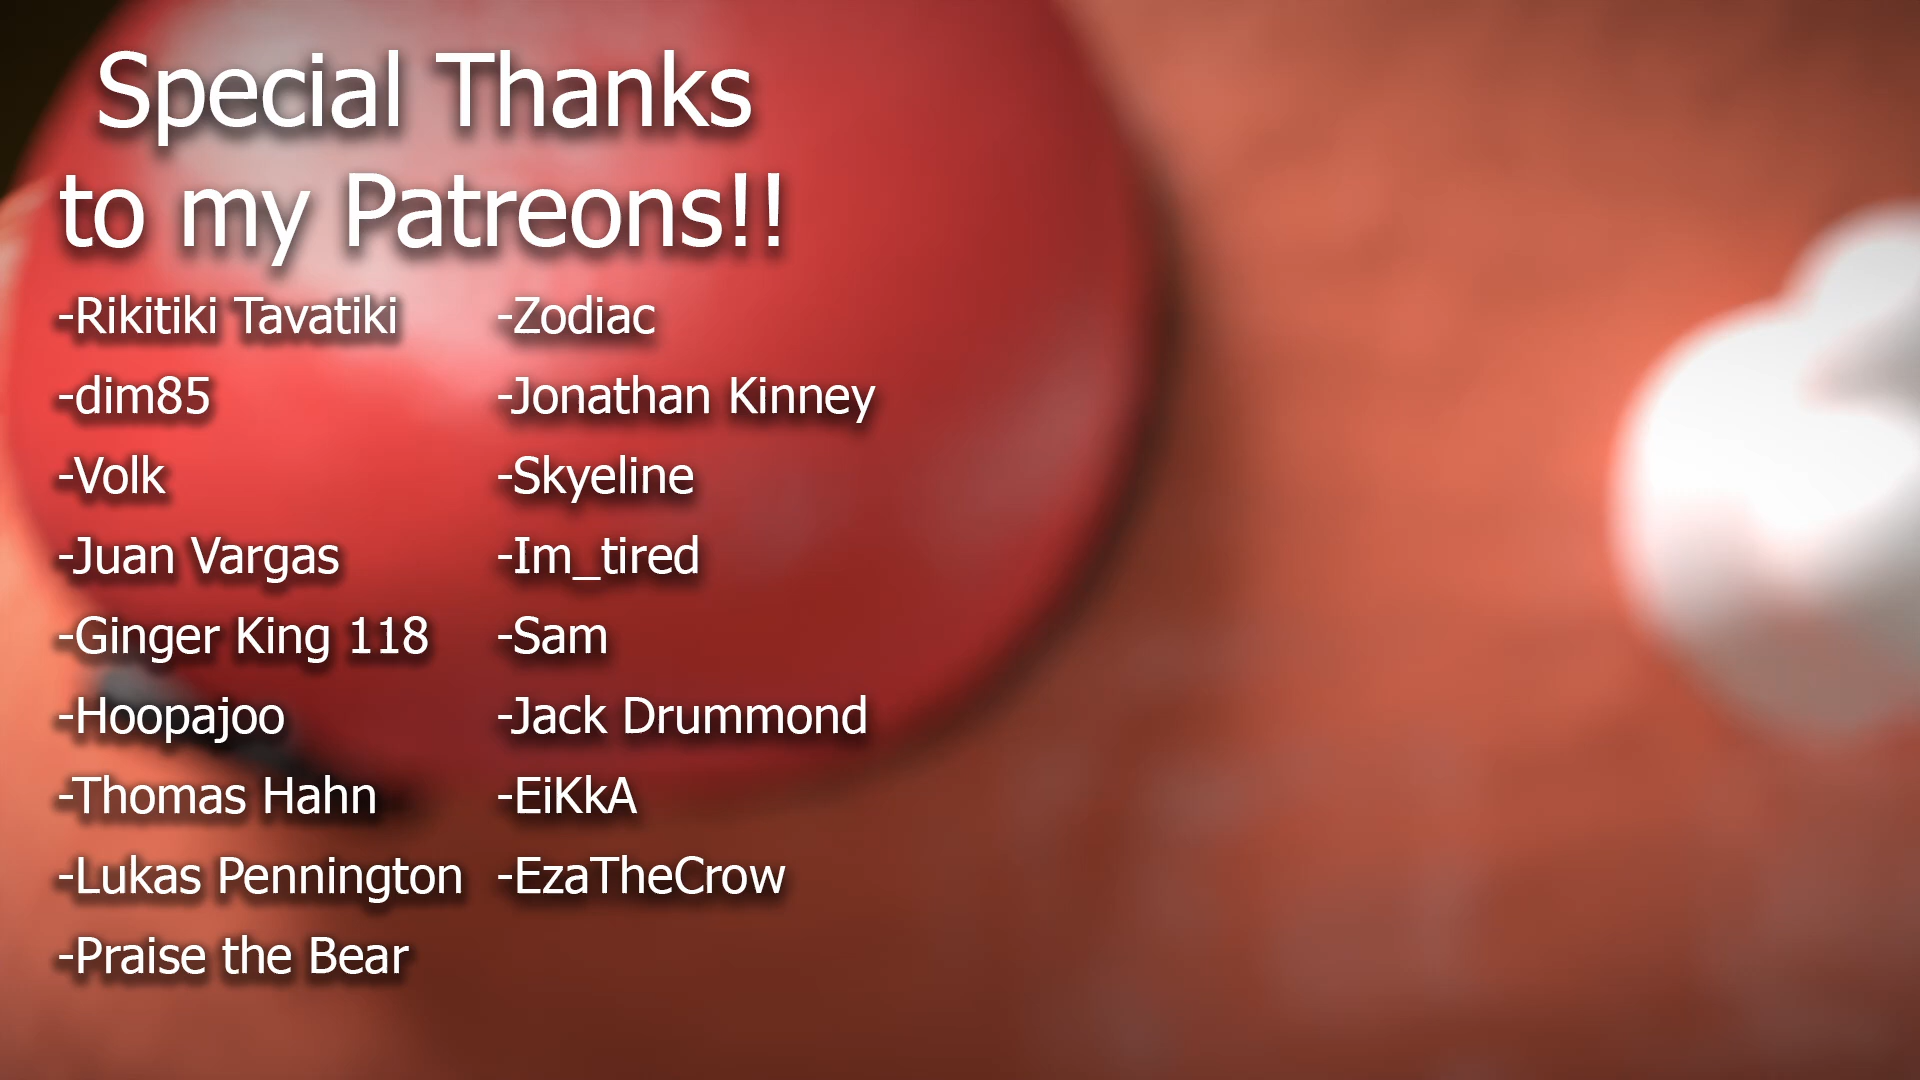 Special Thanks
to my Patreons!!
-Rikitiki Tavatiki
-dim85
-Volk
-Juan Vargas
-Ginger King 118
-Hoopajoo
-Thomas Hahn
-Lukas Pennington
-Praise the Bear
-Zodiac
-Jonathan Kinney
-Skyeline
-Im_tired
-Sam
-Jack Drummond
-EiKkA
-EzaTheCrow